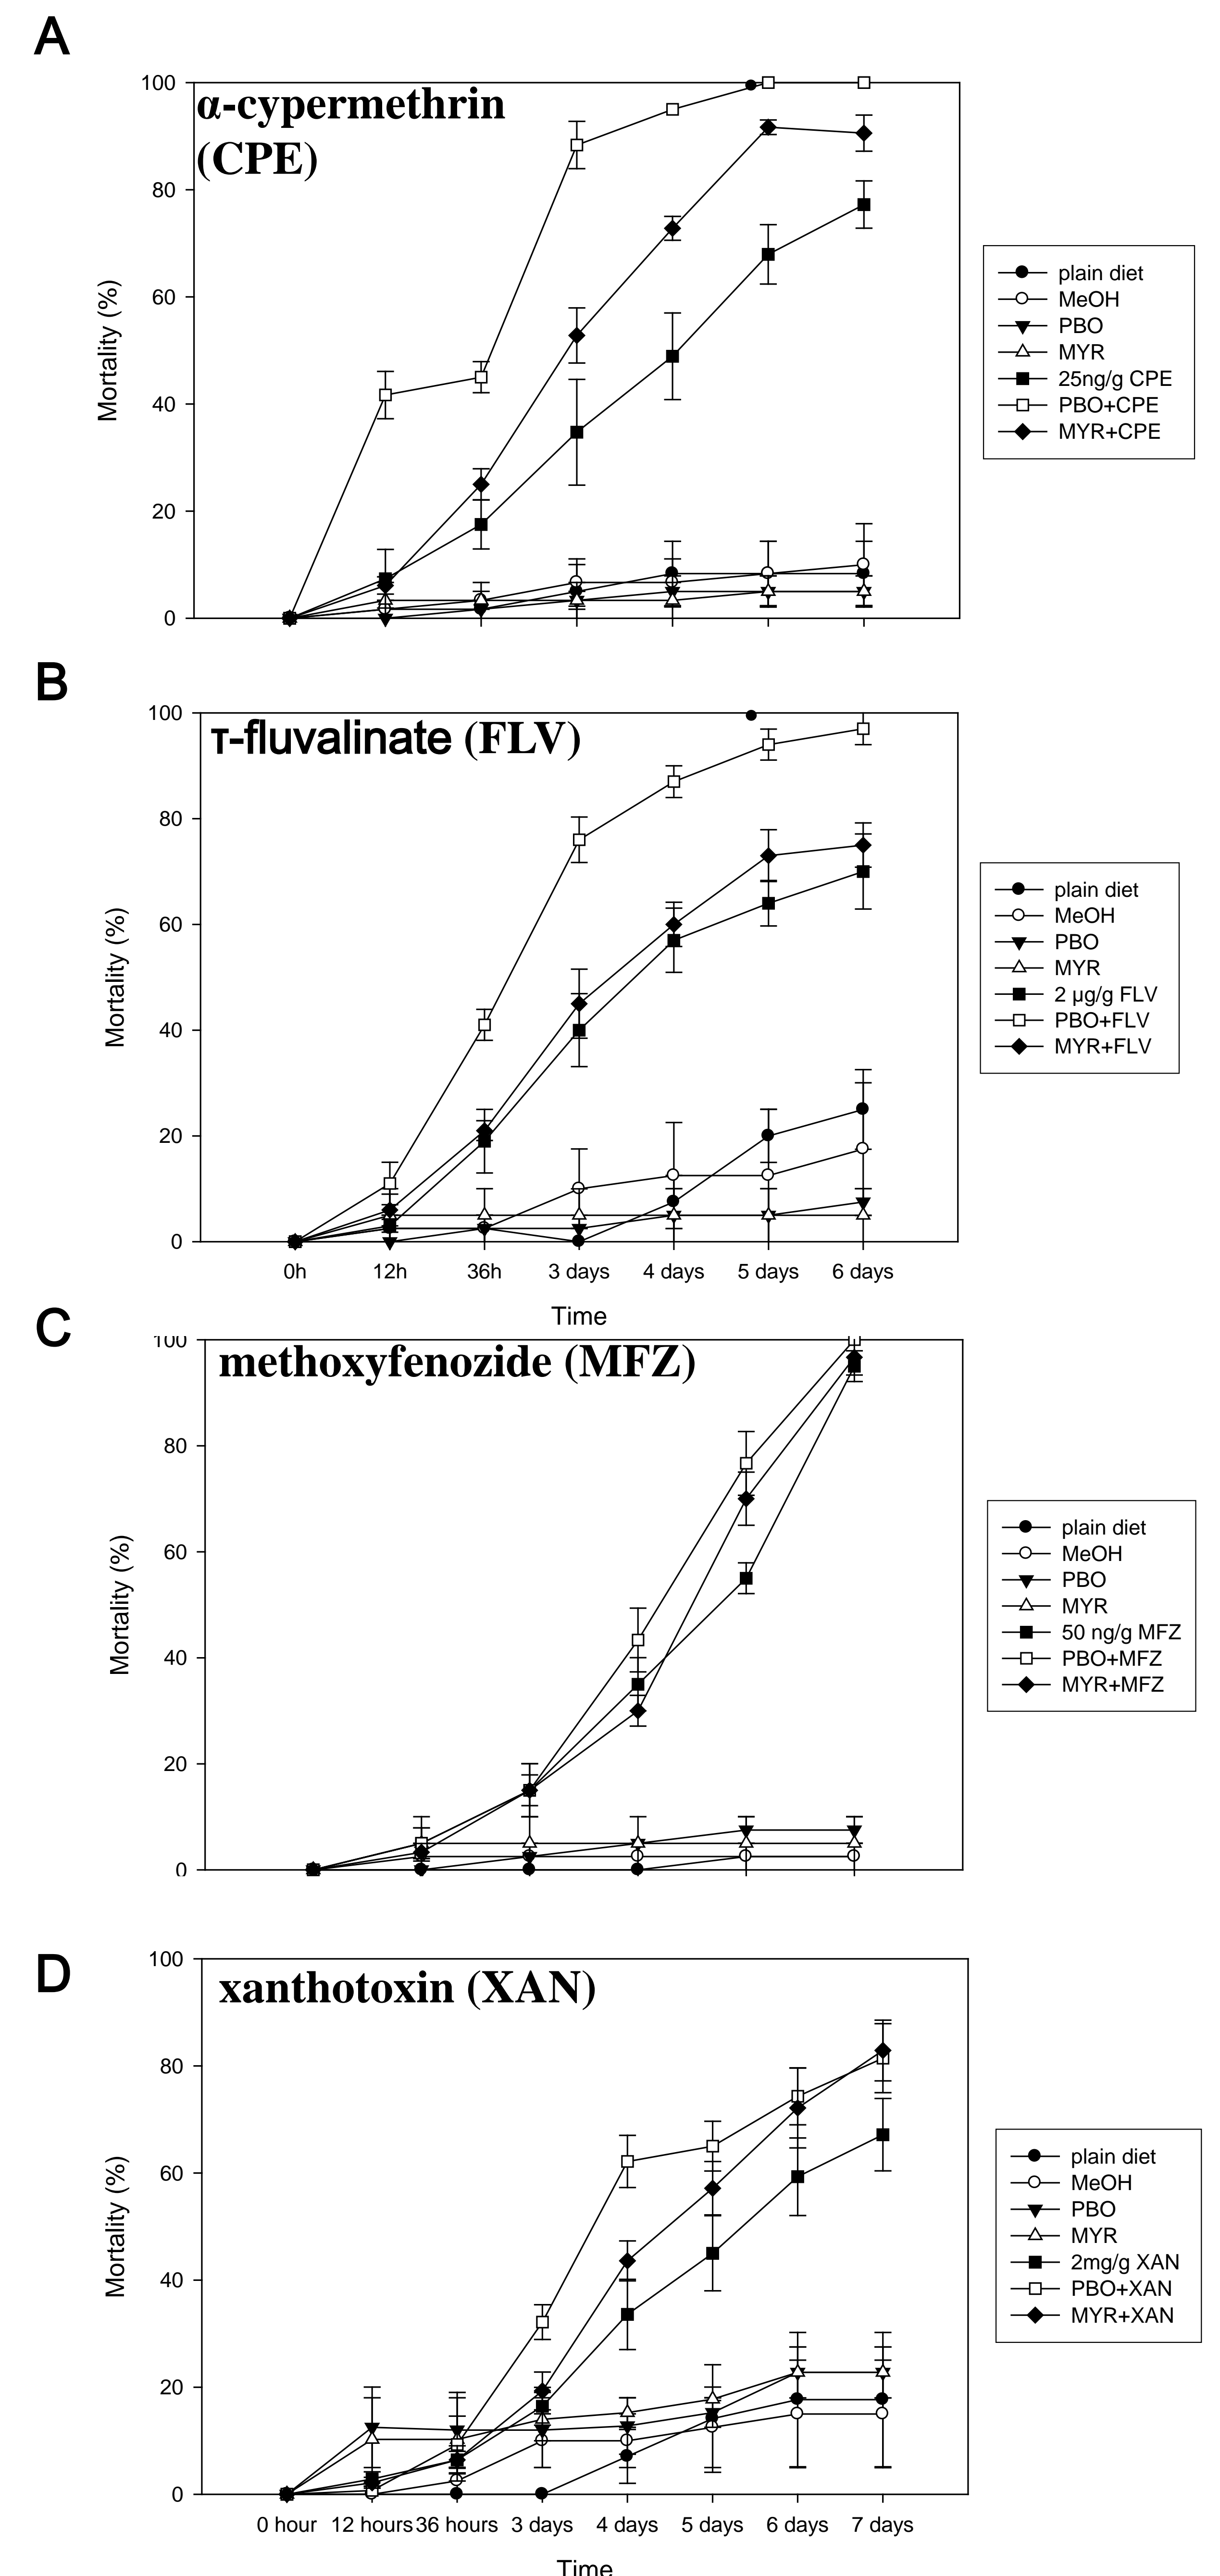 A
α-cypermethrin
(CPE)
100
80
60
40
20
0
Mortality (%)
plain diet
MeOH
PBO
MYR
25ng/g CPE
PBO+CPE
MYR+CPE
B
τ-fluvalinate (FLV)
100
80
60
40
20
0
Mortality (%)
0h 12h 36h 3 days 4 days 5 days 6 days
Time
plain diet
MeOH
PBO
MYR
2 µg/g FLV
PBO+FLV
MYR+FLV
C
methoxyfenozide (MFZ)
100
80
60
40
20
0
Mortality (%)
plain diet
MeOH
PBO
MYR
50 ng/g MFZ
PBO+MFZ
MYR+MFZ
D
xanthotoxin (XAN)
100
80
60
40
20
0
Mortality (%)
0 hour 12 hours 36 hours 3 days 4 days 5 days 6 days 7 days
Time
plain diet
MeOH
PBO
MYR
2mg/g XAN
PBO+XAN
MYR+XAN